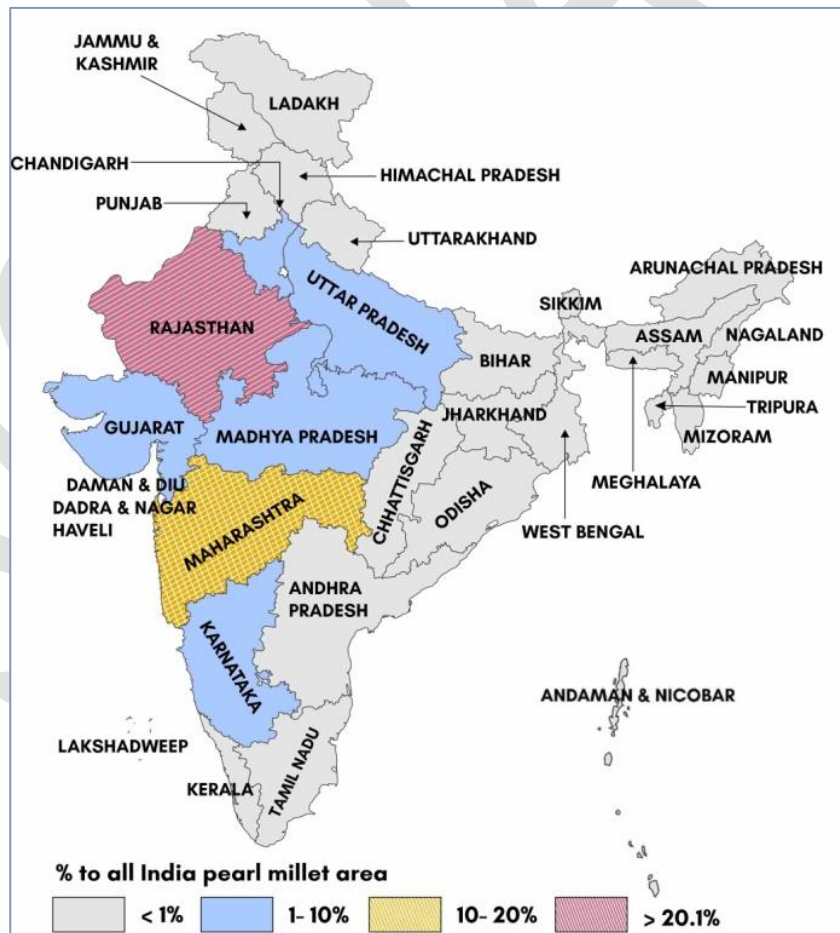 JAMMU &
KASHMIR
LADAKH
CHANDIGARH
HIMACHAL PRADESH
PUNJAB
UTTARAKHAND
ARUNACHAL PRADESH
UTTAR PRADESH
SIKKIM
RAJASTHAN
ASSAM
NAGALAND
BIHAR
MANIPUR
TRIPURA
GUJARAT
MADHYA PRADESH
JHARKHAND
MIZORAM
MEGHALAYA
DAMAN & DIU
DADRA & NAGAR
HAVELI
CHHATTISGARH
ODISHA
WEST BENGAL
MAHARASHTRA
ANDHRA
PRADESH
KARNATAKA
ANDAMAN & NICOBAR
LAKSHADWEEP
KERALA
TAMIL NADU
% to all India pearl millet area
< 1%
1- 10%
10- 20%
> 20.1%